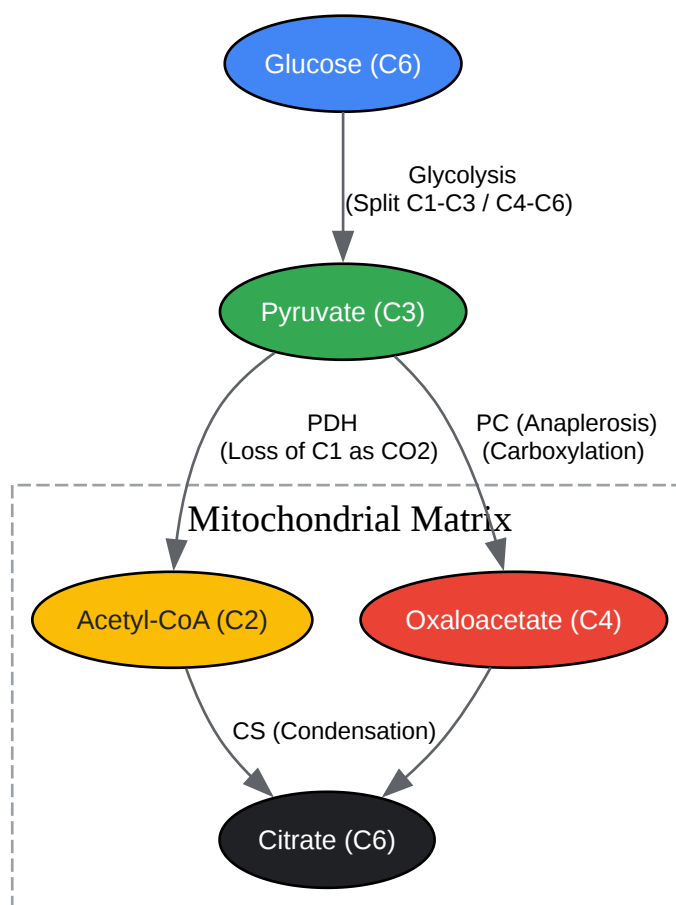 Glucose (C6)
Glycolysis
(Split C1-C3 / C4-C6)
Pyruvate (C3)
PDH
(Loss of C1 as CO2)
PC (Anaplerosis)
(Carboxylation)
Mitochondrial Matrix
Acetyl-CoA (C2)
Oxaloacetate (C4)
CS (Condensation)
Citrate (C6)